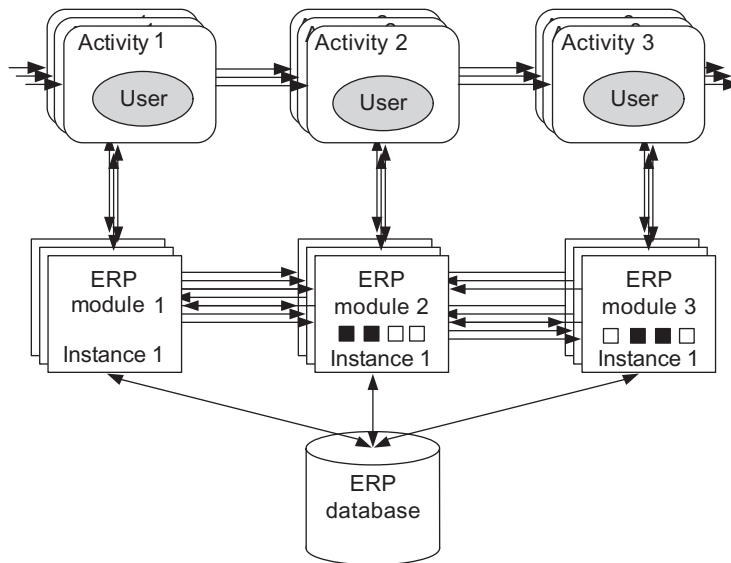 Activity 1
Activity 2
Activity 3
User
User
User
ERP
module 1
Instance 1
ERP
module 2
Instance 1
ERP
module 3
Instance 1
ERP
database